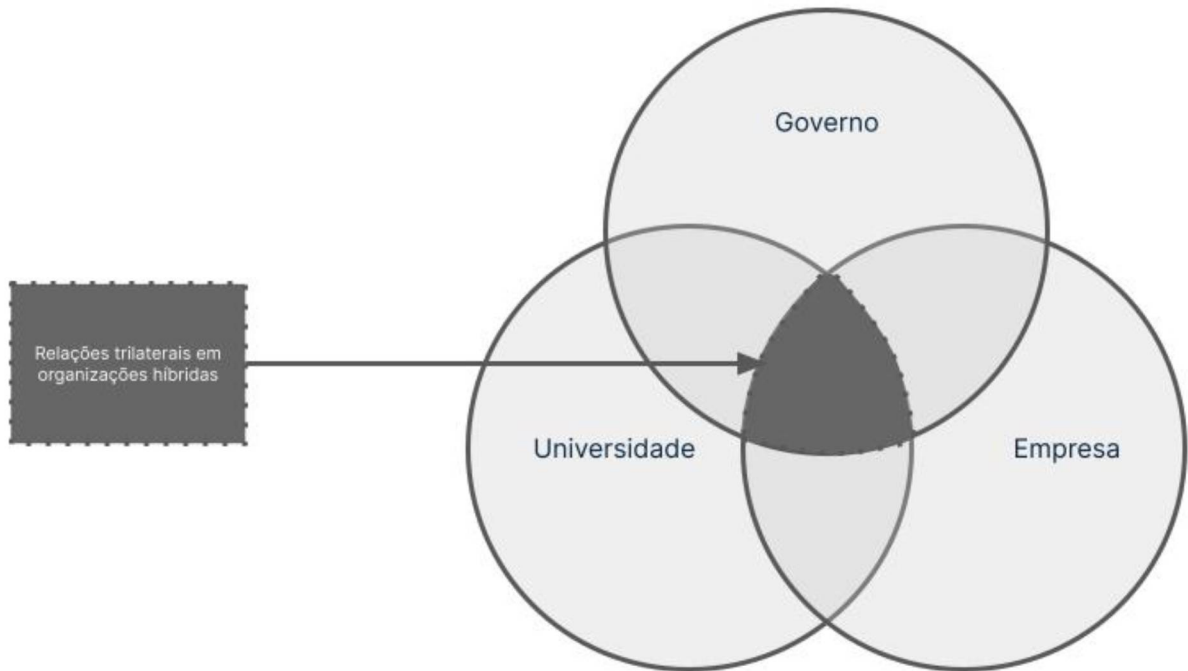 Governo
Relações trilaterais em
organizações híbridas
Universidade
Empresa